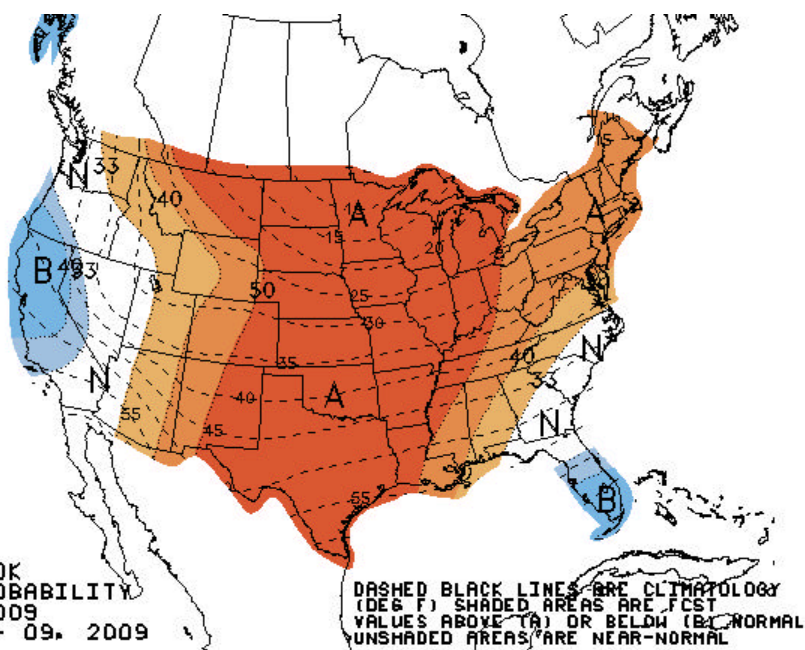 N 33
40
A
15
15
A
20
B 40 33
50
25
30
N
35
40
N
A
40
33
55
45
N
55
B
OK
OBABILITY
009
- 09, 2009
DASHED BLACK LINES ARE CLIMATOLOGY
(DEG F) SHADED AREAS ARE FCST
VALUES ABOVE (A) OR BELOW (B) NORMAL
UNSHADED AREAS ARE NEAR-NORMAL